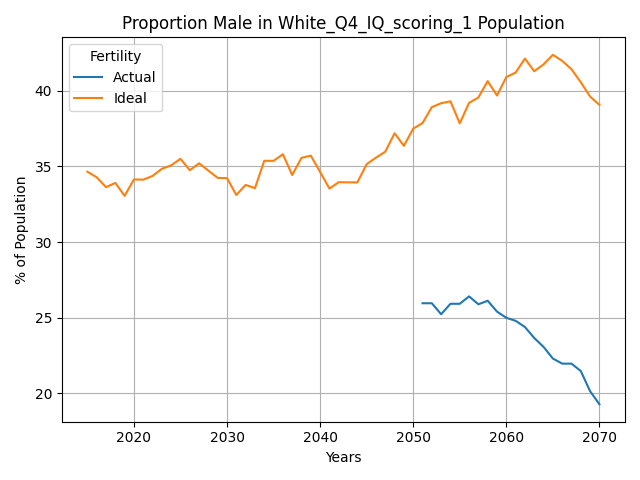 Proportion Male in White_Q4_IQ_scoring_1 Population
Fertility
Actual
Ideal
% of Population
40
35
30
25
20
2020 2030 2040 2050 2060 2070
Years